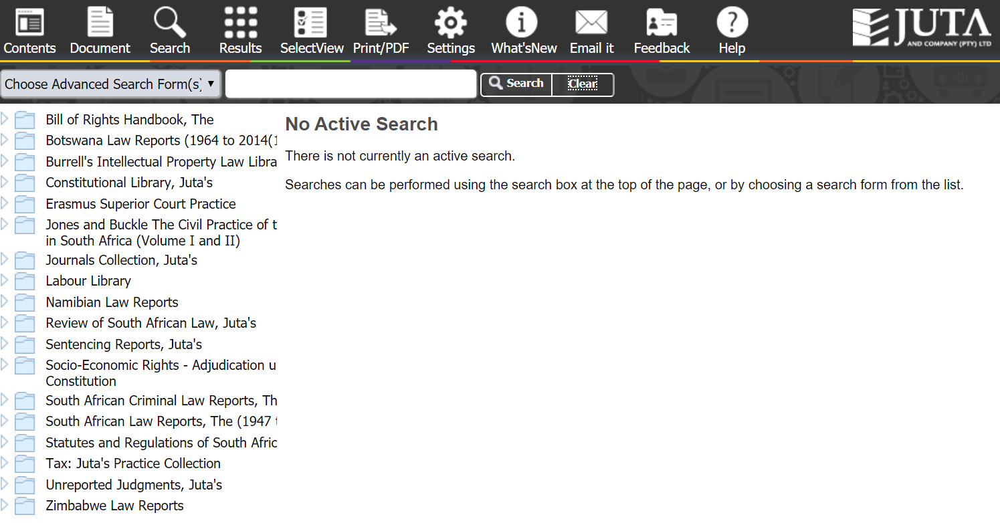 Contents Document Search Results SelectView Print/PDF Settings What'sNew Email it Feedback Help
JUTA
AND COMPANY (PTY) LTD
Choose Advanced Search Form(s) Search Clear
Bill of Rights Handbook, The
Botswana Law Reports (1964 to 2014(1
Burrell's Intellectual Property Law Libra
Constitutional Library, Juta's
Erasmus Superior Court Practice
Jones and Buckle The Civil Practice of t
in South Africa (Volume I and II)
Journals Collection, Juta's
Labour Library
Namibian Law Reports
Review of South African Law, Juta's
Sentencing Reports, Juta's
Socio-Economic Rights - Adjudication u
Constitution
South African Criminal Law Reports, Th
South African Law Reports, The (1947 t
Statutes and Regulations of South Afric
Tax: Juta's Practice Collection
Unreported Judgments, Juta's
Zimbabwe Law Reports
No Active Search
There is not currently an active search.
Searches can be performed using the search box at the top of the page, or by choosing a search form from the list.